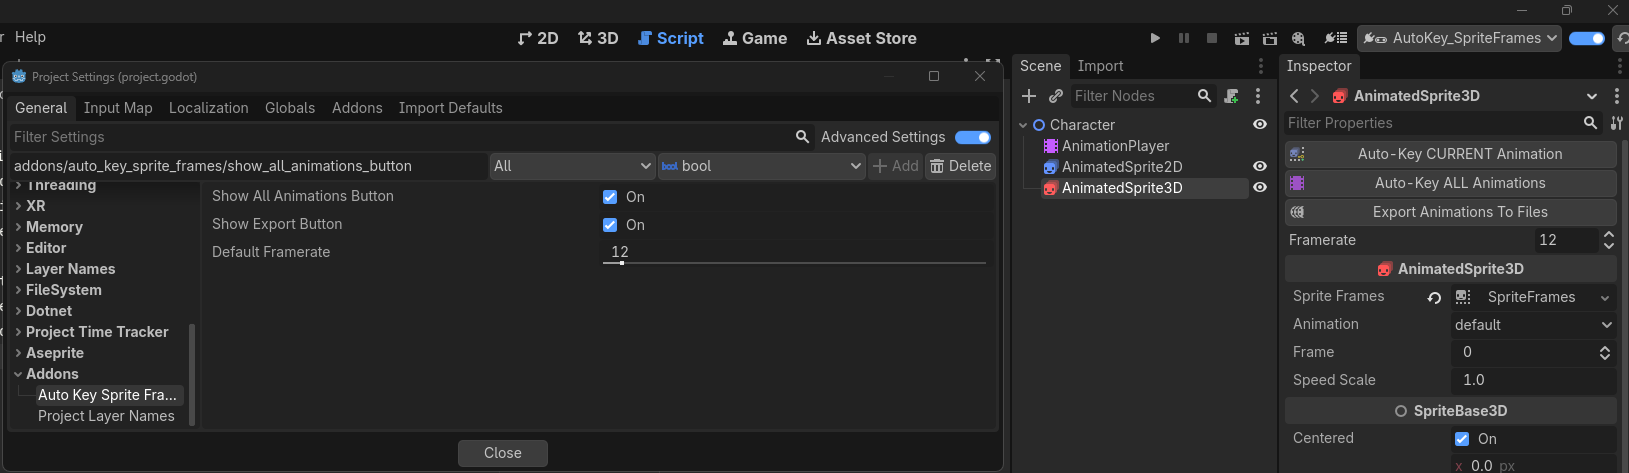 Help
2D
3D
Script
Game
Asset Store
AutoKey_SpriteFrames
Project Settings (project.godot)
General
Input Map
Localization
Globals
Addons
Import Defaults
Filter Settings
Advanced Settings
addons/auto_key_sprite_frames/show_all_animations_button
All
bool
bool
Add
Delete
Threading
XR
Memory
Editor
Layer Names
FileSystem
Dotnet
Project Time Tracker
Aseprite
Addons
Auto Key Sprite Fra...
Project Layer Names
Show All Animations Button
On
Show Export Button
On
Default Framerate
12
Close
Scene
Import
Filter Nodes
Character
AnimationPlayer
AnimatedSprite2D
AnimatedSprite3D
Inspector
AnimatedSprite3D
Filter Properties
Auto-Key CURRENT Animation
Auto-Key ALL Animations
Export Animations To Files
Framerate
12
AnimatedSprite3D
Sprite Frames
SpriteFrames
Animation
default
Frame
0
Speed Scale
1.0
SpriteBase3D
Centered
On
x 0.0 px